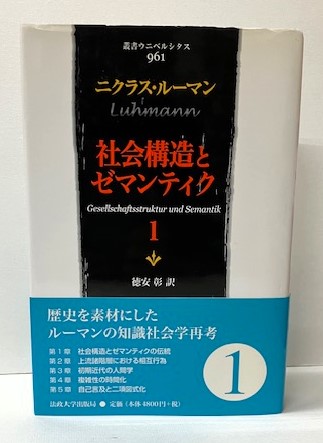 叢書ウニベルシタス
961
ニクラス・ルーマン
Luhmann
社会構造と
ゼマンティク
Gesellschaftsstruktur und Semantik
1
徳安 彰 訳
歴史を素材にした
ルーマンの知識社会学再考
第1章 社会構造とゼマンティクの伝統
第2章 上流諸階層における相互行為
第3章 初期近代の人間学
第4章 複雑性の時間化
第5章 自己言及と二項図式化
1
法政大学出版局 ● 定価(本体4800円+税)